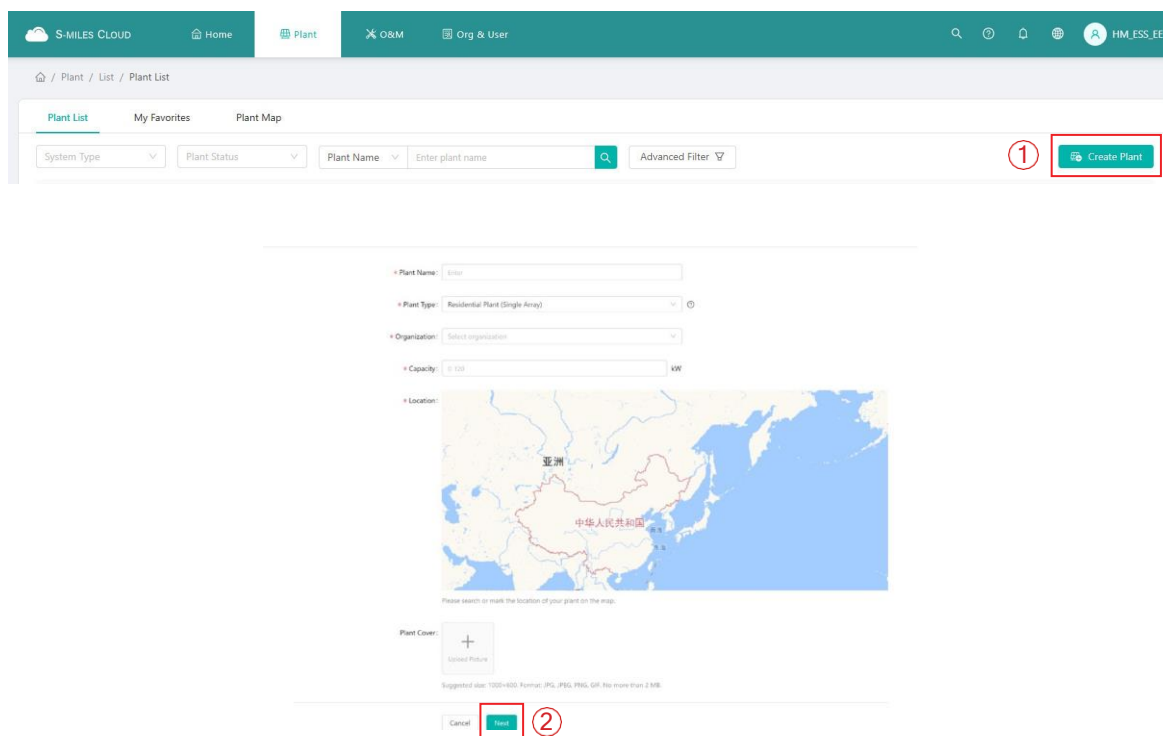 S-MILES CLOUD Home Plant O&M Org & User HM_ESS_EE
/ Plant / List / Plant List
Plant List My Favorites Plant Map
System Type Plant Status Plant Name Enter plant name Advanced Filter ① Create Plant
* Plant Name: Enter
* Plant Type: Residential Plant (Single Array)
* Organization: Select organization
* Capacity: 0.120 kW
* Location:
亚洲
中华人民共和国
Please search or mark the location of your plant on the map.
Plant Cover:
Upload Picture
Suggested size: 1000×600. Format: JPG, JPEG, PNG, GIF. No more than 2 MB.
Cancel Next ②